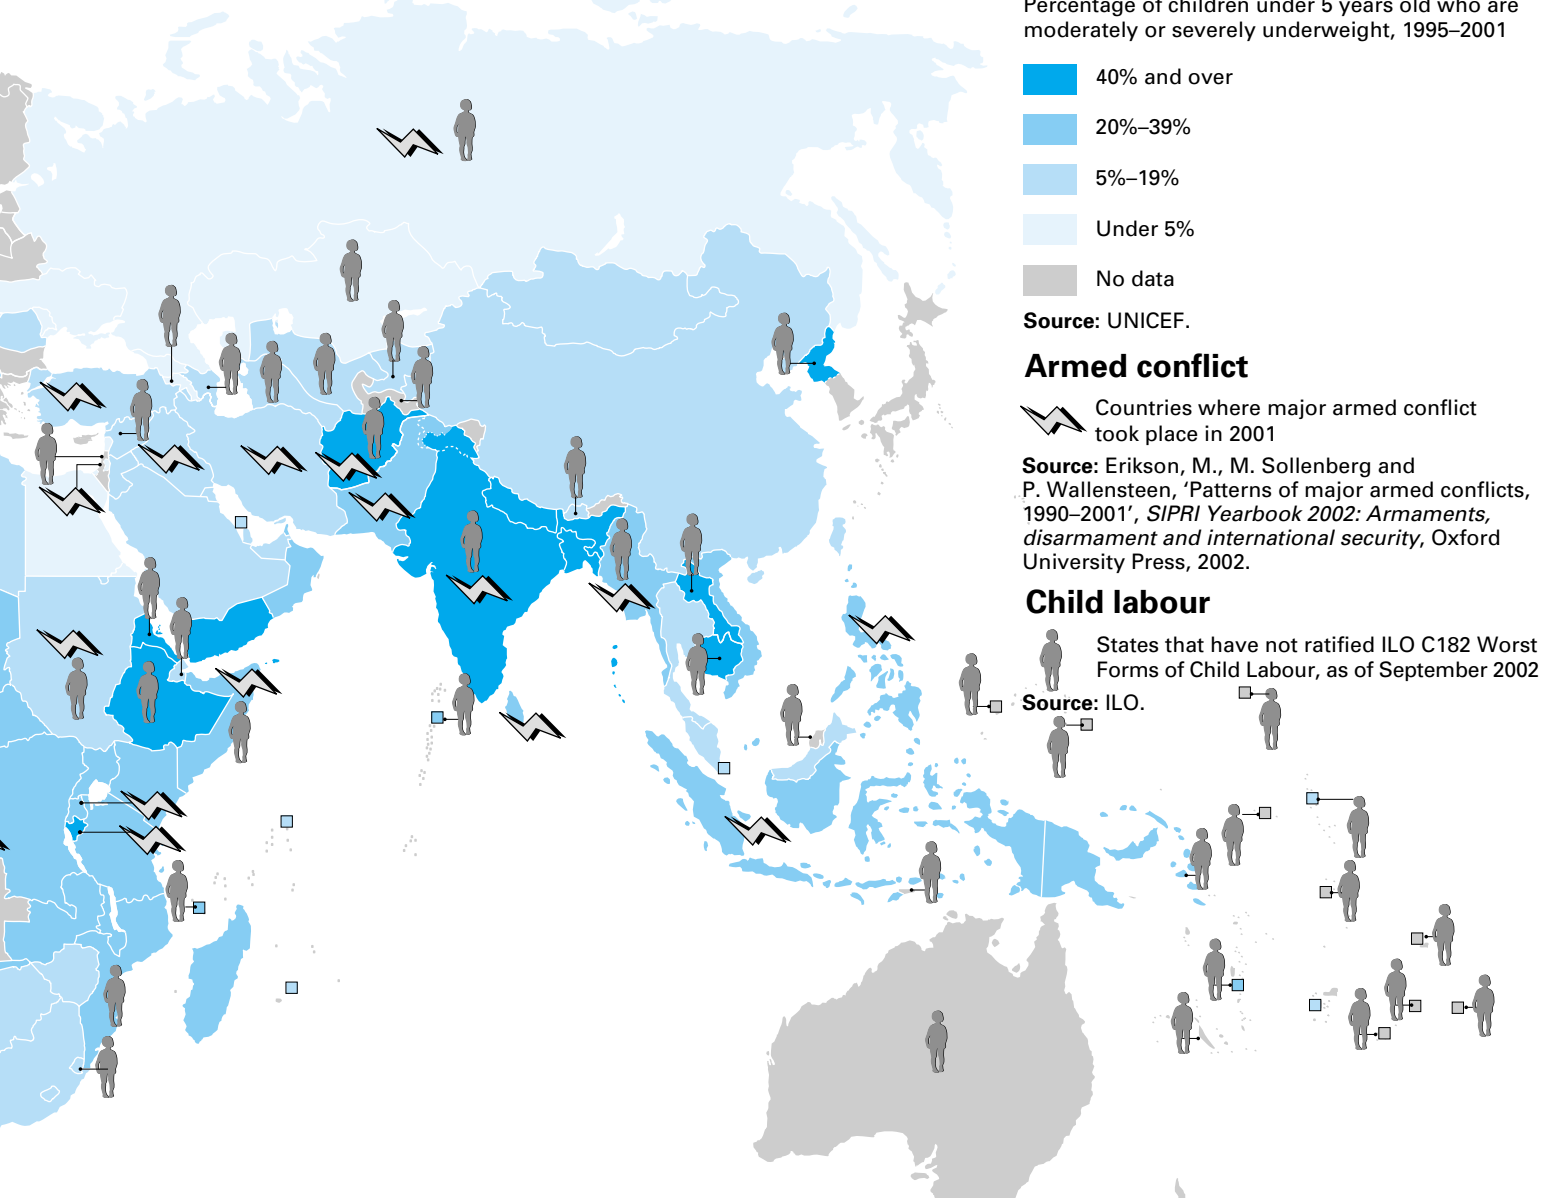 Percentage of children under 5 years old who are
moderately or severely underweight, 1995–2001
40% and over
20%–39%
5%–19%
Under 5%
No data
Source: UNICEF.
Armed conflict
Countries where major armed conflict
took place in 2001
Source: Erikson, M., M. Sollenberg and
P. Wallensteen, ‘Patterns of major armed conflicts,
1990–2001’, SIPRI Yearbook 2002: Armaments,
disarmament and international security, Oxford
University Press, 2002.
Child labour
States that have not ratified ILO C182 Worst
Forms of Child Labour, as of September 2002
Source: ILO.